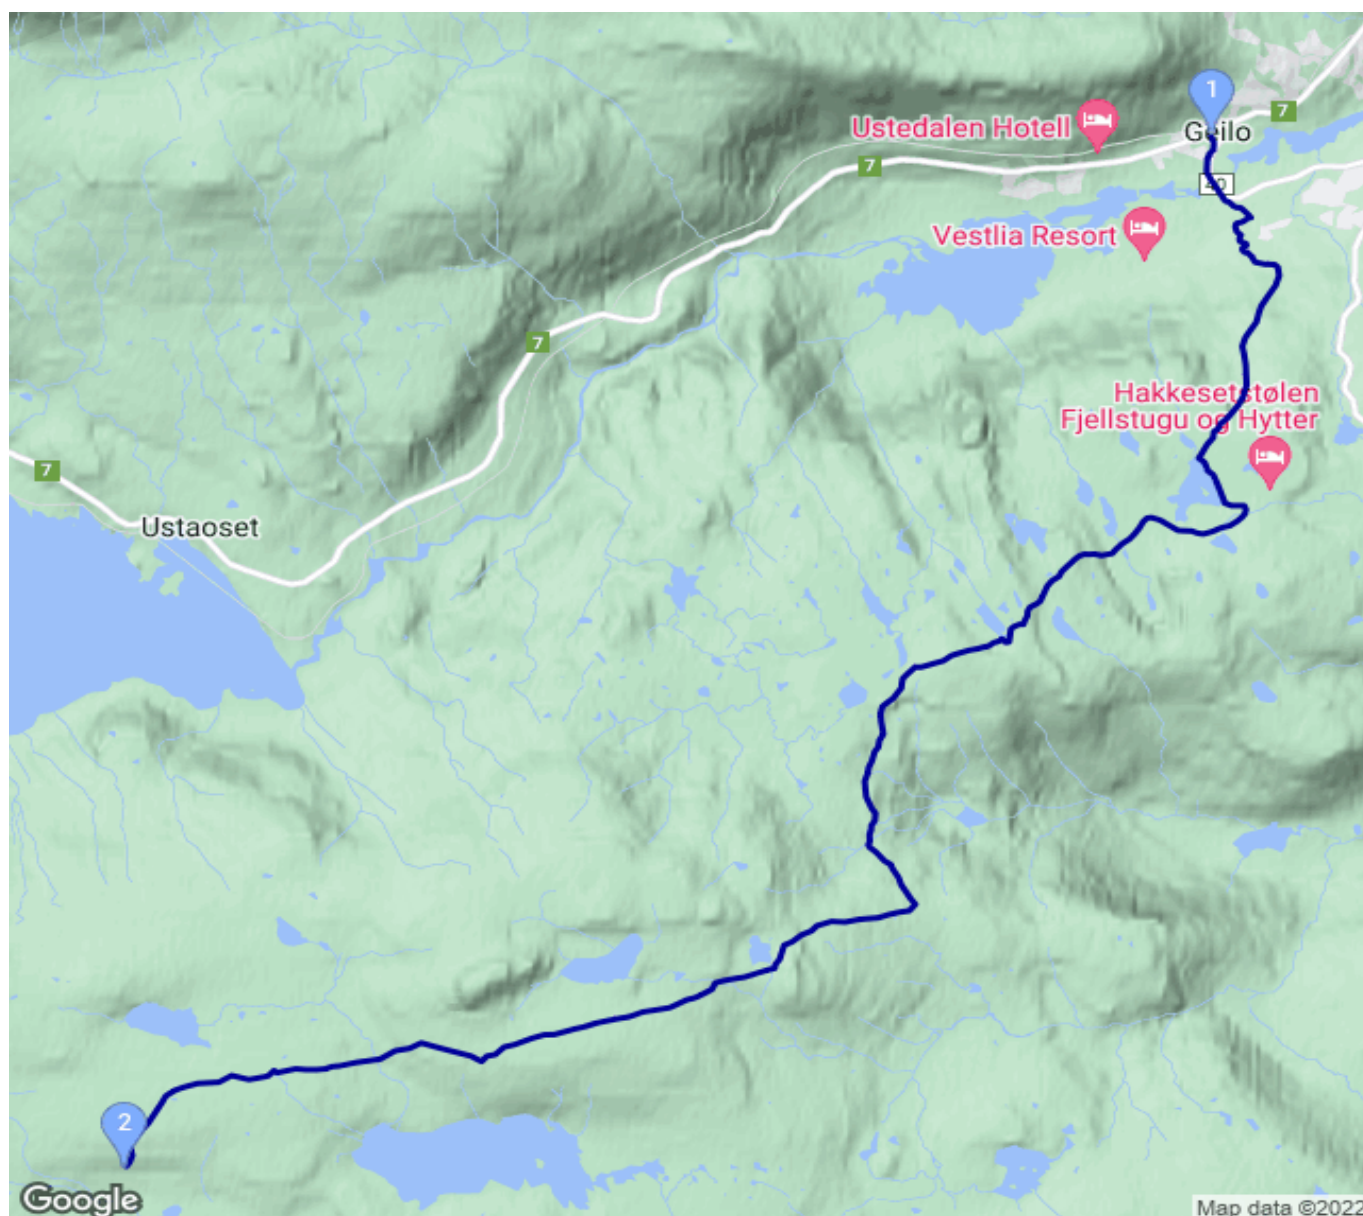 1
Geilo
7
Ustedalen Hotell
7
40
Vestlia Resort
7
Hakkesetstølen
Fjellstugu og Hytter
7
Ustaoset
2
Google
Map data ©2022